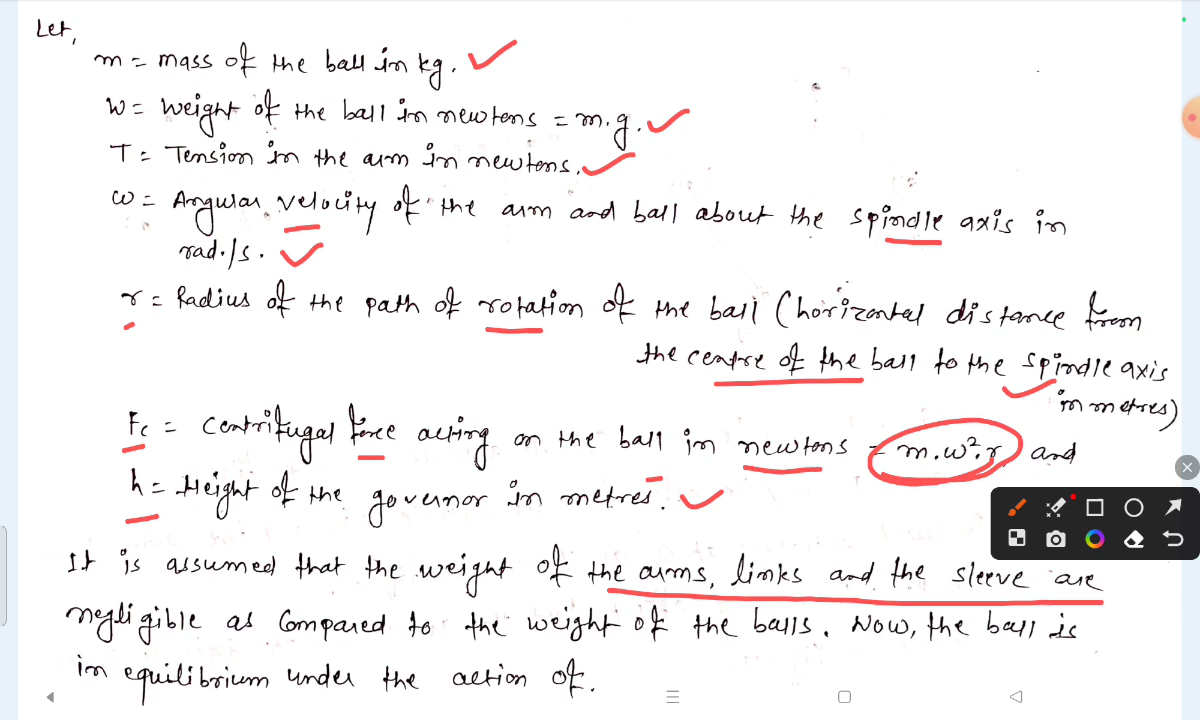 Let,
m = mass of the ball in kg.
w = weight of the ball in newtons = m.g.
T = Tension in the arm in newtons.
ω = Angular velocity of the arm and ball about the spindle axis in
rad./s.
r = Radius of the path of rotation of the ball (horizontal distance from
the centre of the ball to the spindle axis
in metres)
Fc = Centrifugal force acting on the ball in newtons = m.ω².r, and
h = Height of the governor in metres.
It is assumed that the weight of the arms, links and the sleeve are
negligible as Compared to the weight of the balls. Now, the ball is
in equilibrium under the action of.